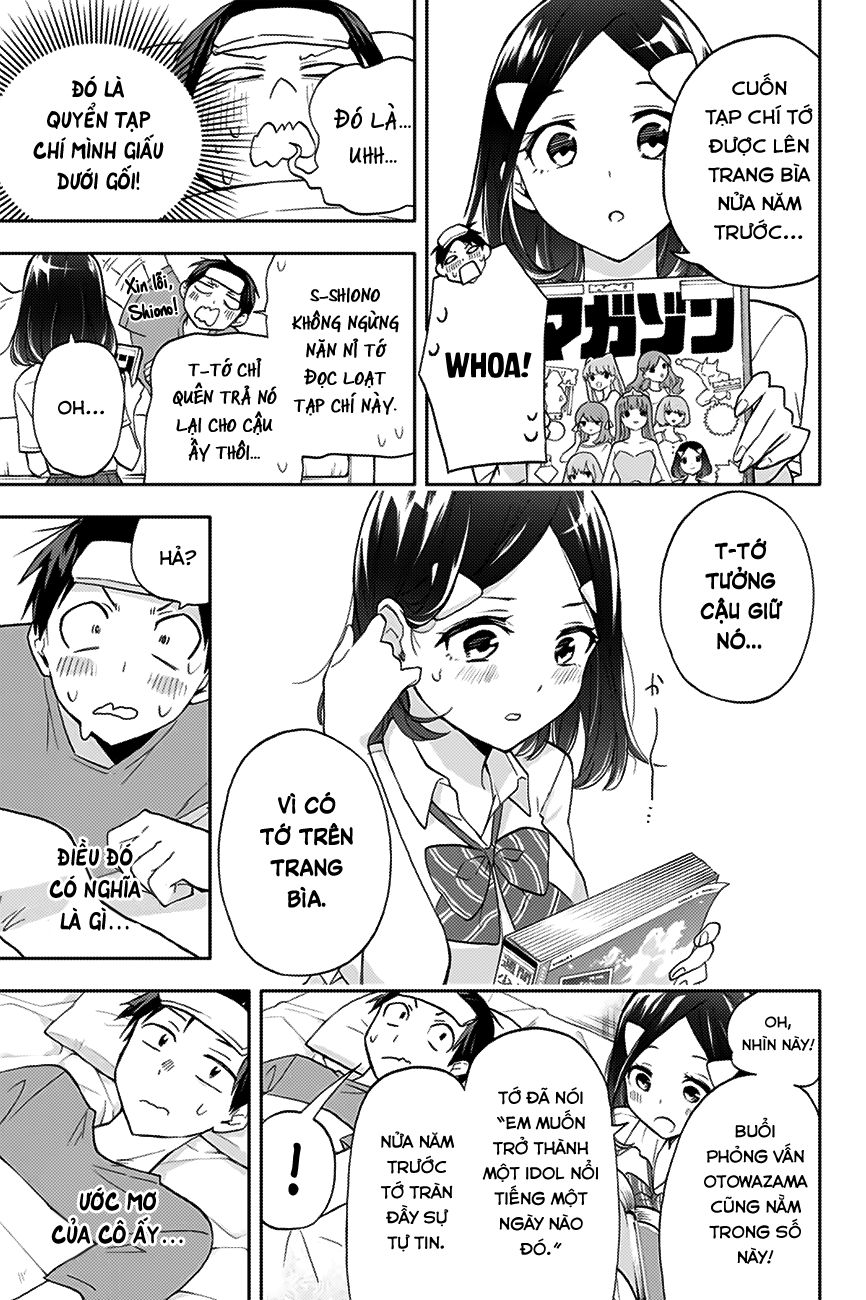 CUỐN
TẠP CHÍ TỚ
ĐƯỢC LÊN
TRANG BÌA
NỬA NĂM
TRƯỚC...
WHOA!
マガジン
ĐÓ LÀ...
UHH...
ĐÓ LÀ
QUYỂN TẠP
CHÍ MÌNH GIẤU
DƯỚI GỐI!
S-SHIONO
KHÔNG NGỪNG
NĂN NỈ TỚ
ĐỌC LOẠT
TẠP CHÍ NÀY.
T-TỚ CHỈ
QUÊN TRẢ NÓ
LẠI CHO CẬU
ẤY THÔI...
Xin lỗi,
Shiono!
OH...
T-TỚ
TƯỞNG
CẬU GIỮ
NÓ...
か
VÌ CÓ
TỚ TRÊN
TRANG
BÌA.
HẢ?
ĐIỀU ĐÓ
CÓ NGHĨA
LÀ GÌ...
OH,
NHÌN NÀY!
BUỔI
PHỎNG VẤN
OTOWAZAMA
CŨNG NẰM
TRONG SỐ
NÀY!
TỚ ĐÃ NÓI
“EM MUỐN
TRỞ THÀNH
MỘT IDOL NỔI
TIẾNG MỘT
NGÀY NÀO
ĐÓ.”
NỬA NĂM
TRƯỚC
TỚ TRÀN
ĐẦY SỰ
TỰ TIN.
!
ƯỚC MƠ
CỦA CÔ ẤY...